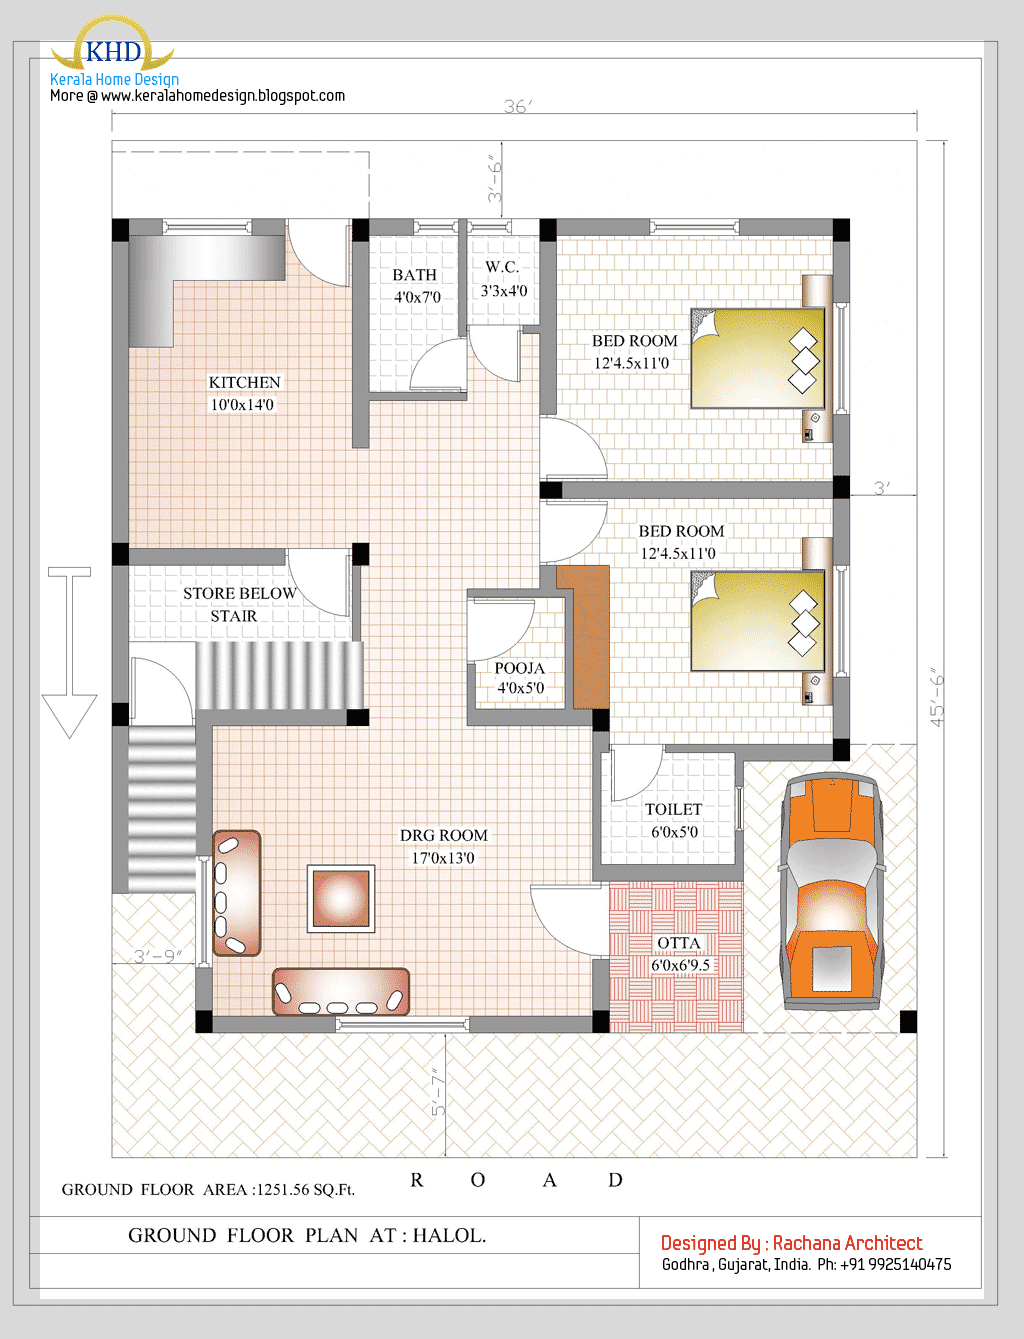 KHD
Kerala Home Design
More @ www.keralahomedesign.blogspot.com
36'
3'-6"
BATH
4'0x7'0
W.C.
3'3x4'0
BED ROOM
12'4.5x11'0
KITCHEN
10'0x14'0
3'
BED ROOM
12'4.5x11'0
STORE BELOW
STAIR
POOJA
4'0x5'0
45'-6"
DRG ROOM
17'0x13'0
TOILET
6'0x5'0
OTTA
6'0x6'9.5
3'-9"
5'-7"
R O A D
GROUND FLOOR AREA :1251.56 SQ.Ft.
GROUND FLOOR PLAN AT : HALOL.
Designed By : Rachana Architect
Godhra , Gujarat, India. Ph: +91 9925140475